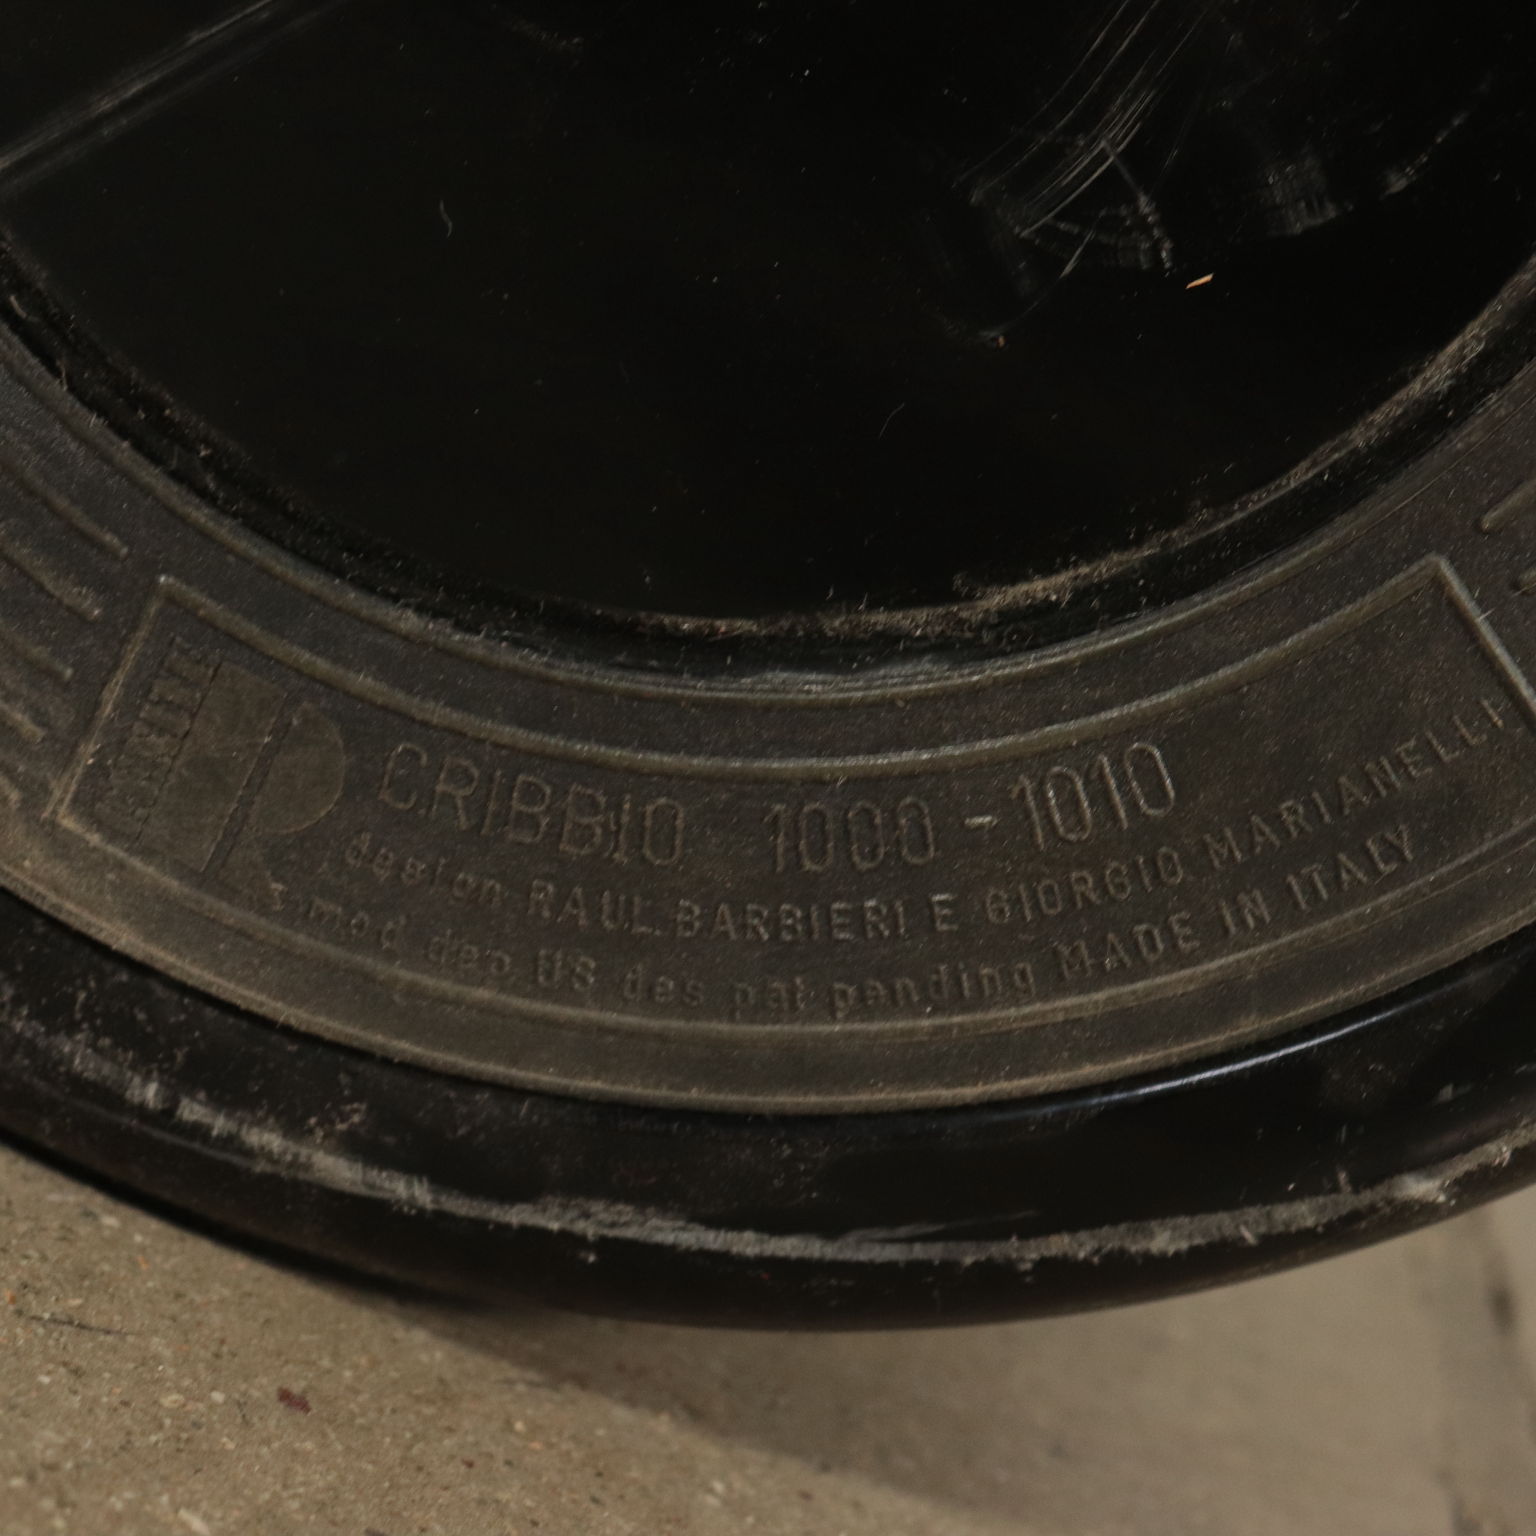 CRIBBIO 1000 - 1010
design RAUL BARBIERI E GIORGIO MARIANELLI
mod dep US des pat pending MADE IN ITALY